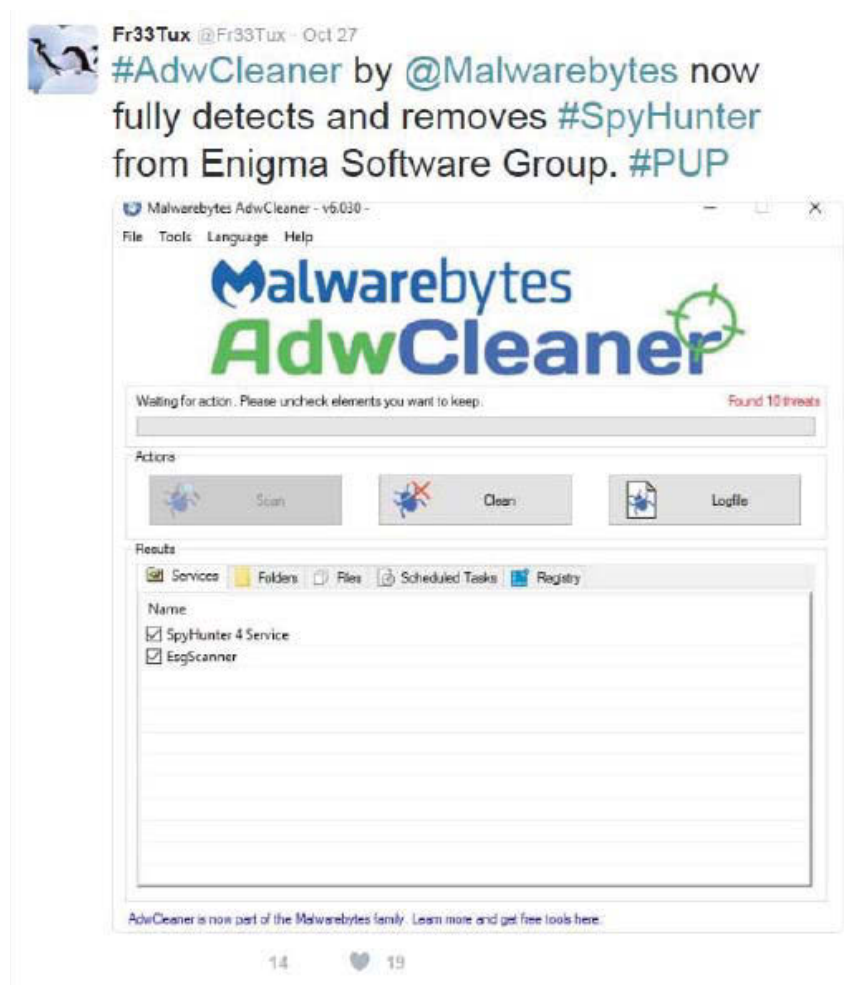 Fr33Tux @Fr33Tux · Oct 27
#AdwCleaner by @Malwarebytes now
fully detects and removes #SpyHunter
from Enigma Software Group. #PUP
Malwarebytes AdwCleaner - v6.030 -
File Tools Language Help
Malwarebytes
AdwCleaner
Waiting for action. Please uncheck elements you want to keep. Found 10 threats
Actions
Scan Clean Logfile
Results
Services Folders Files Scheduled Tasks Registry
Name
SpyHunter 4 Service
EsgScanner
AdwCleaner is now part of the Malwarebytes family. Learn more and get free tools here.
14 19